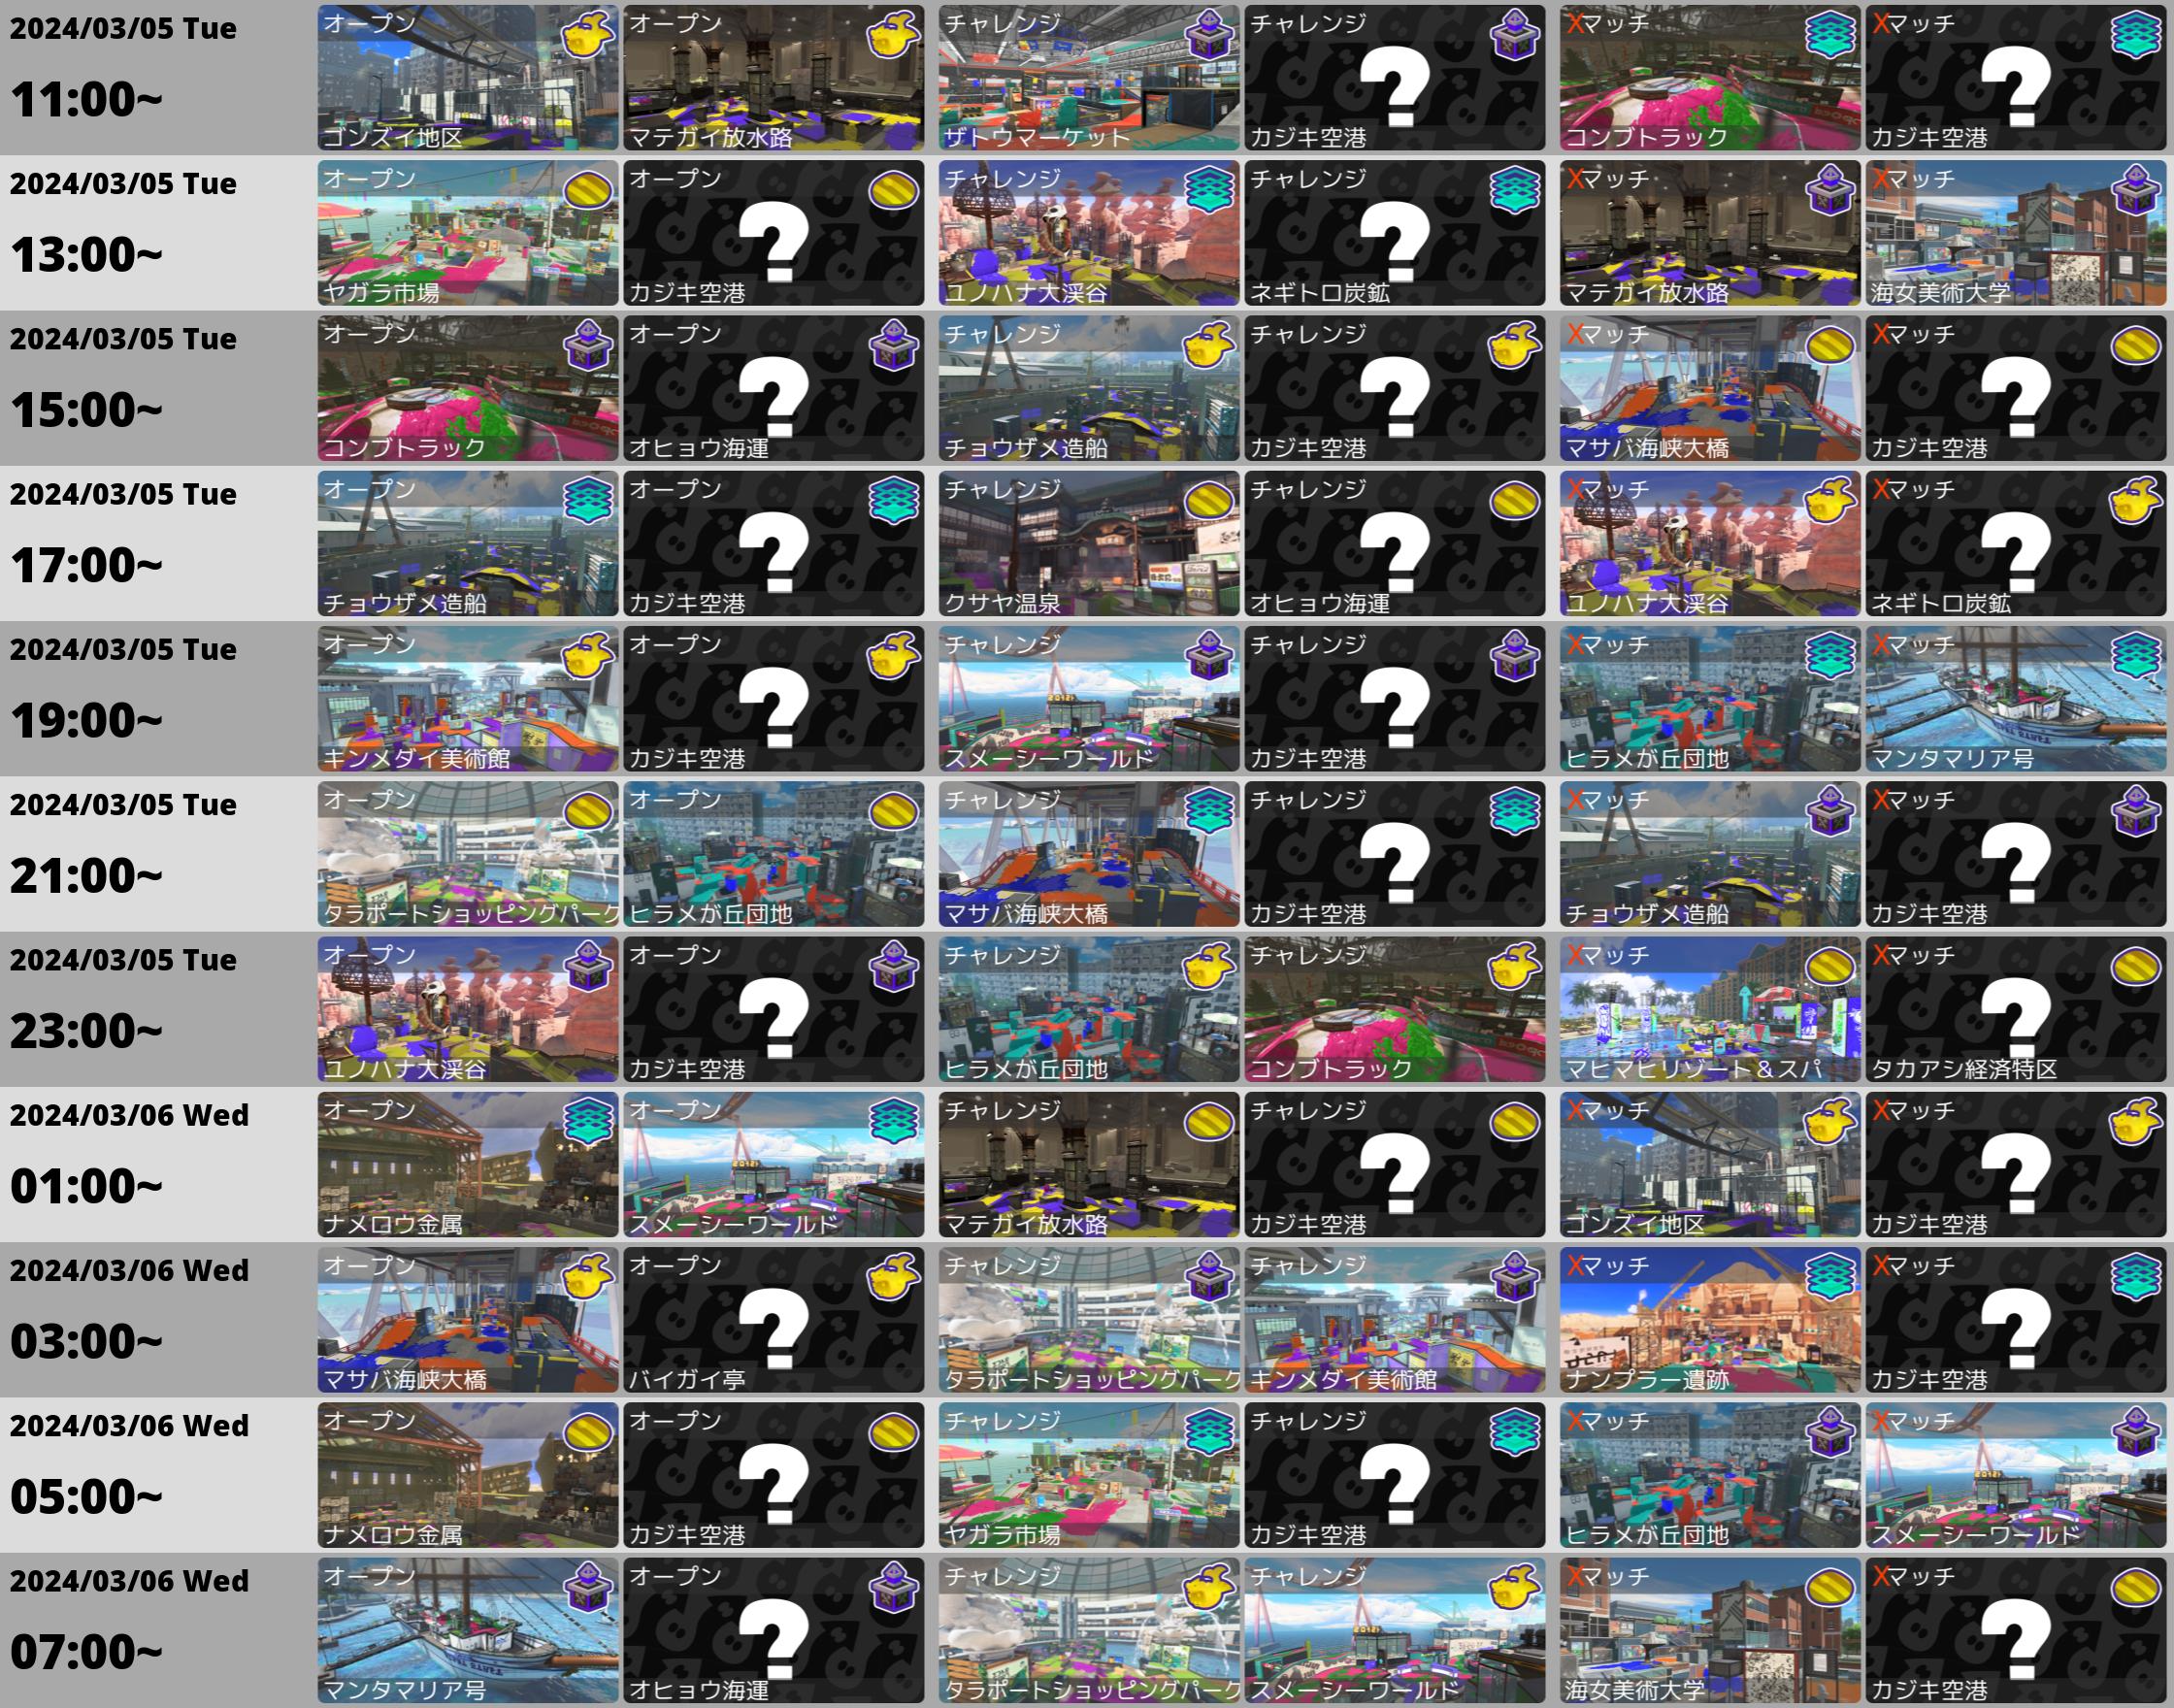 2024/03/05 Tue
11:00~
オープン
ゴンズイ地区
オープン
マテガイ放水路
チャレンジ
ザトウマーケット
チャレンジ
カジキ空港
Xマッチ
コンブトラック
Xマッチ
カジキ空港
2024/03/05 Tue
13:00~
オープン
ヤガラ市場
オープン
カジキ空港
チャレンジ
ユノハナ大渓谷
チャレンジ
ネギトロ炭鉱
Xマッチ
マテガイ放水路
Xマッチ
海女美術大学
2024/03/05 Tue
15:00~
オープン
コンブトラック
オープン
オヒョウ海運
チャレンジ
チョウザメ造船
チャレンジ
カジキ空港
Xマッチ
マサバ海峡大橋
Xマッチ
カジキ空港
2024/03/05 Tue
17:00~
オープン
チョウザメ造船
オープン
カジキ空港
チャレンジ
クサヤ温泉
チャレンジ
オヒョウ海運
Xマッチ
ユノハナ大渓谷
Xマッチ
ネギトロ炭鉱
2024/03/05 Tue
19:00~
オープン
キンメダイ美術館
オープン
カジキ空港
チャレンジ
スメーシーワールド
チャレンジ
カジキ空港
Xマッチ
ヒラメが丘団地
Xマッチ
マンタマリア号
2024/03/05 Tue
21:00~
オープン
タラポートショッピングパーク
オープン
ヒラメが丘団地
チャレンジ
マサバ海峡大橋
チャレンジ
カジキ空港
Xマッチ
チョウザメ造船
Xマッチ
カジキ空港
2024/03/05 Tue
23:00~
オープン
ユノハナ大渓谷
オープン
カジキ空港
チャレンジ
ヒラメが丘団地
チャレンジ
コンブトラック
Xマッチ
マヒマヒリゾート＆スパ
Xマッチ
タカアシ経済特区
2024/03/06 Wed
01:00~
オープン
ナメロウ金属
オープン
スメーシーワールド
チャレンジ
マテガイ放水路
チャレンジ
カジキ空港
Xマッチ
ゴンズイ地区
Xマッチ
カジキ空港
2024/03/06 Wed
03:00~
オープン
マサバ海峡大橋
オープン
バイガイ亭
チャレンジ
タラポートショッピングパーク
チャレンジ
キンメダイ美術館
Xマッチ
ナンプラー遺跡
Xマッチ
カジキ空港
2024/03/06 Wed
05:00~
オープン
ナメロウ金属
オープン
カジキ空港
チャレンジ
ヤガラ市場
チャレンジ
カジキ空港
Xマッチ
ヒラメが丘団地
Xマッチ
スメーシーワールド
2024/03/06 Wed
07:00~
オープン
マンタマリア号
オープン
オヒョウ海運
チャレンジ
タラポートショッピングパーク
チャレンジ
スメーシーワールド
Xマッチ
海女美術大学
Xマッチ
カジキ空港